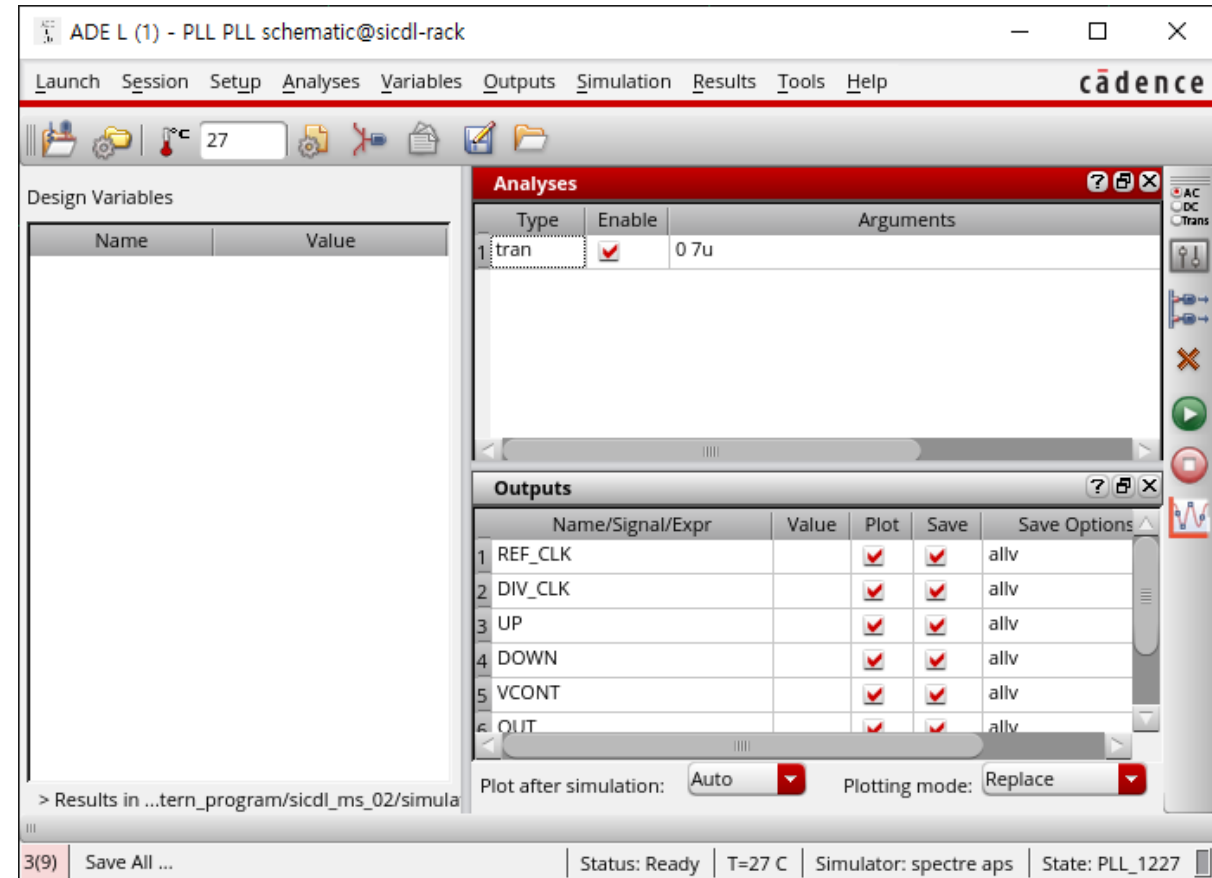 ADE L (1) - PLL PLL schematic@sicdl-rack
Launch Session Setup Analyses Variables Outputs Simulation Results Tools Help cādence
°C 27
Design Variables
Name Value
> Results in ...tern_program/sicdl_ms_02/simula
Analyses
Type Enable Arguments
1 tran 0 7u
Outputs
Name/Signal/Expr Value Plot Save Save Options
1 REF_CLK allv
2 DIV_CLK allv
3 UP allv
4 DOWN allv
5 VCONT allv
6 OUT allv
Plot after simulation: Auto Plotting mode: Replace
AC
DC
Trans
3(9) Save All ... Status: Ready T=27 C Simulator: spectre aps State: PLL_1227